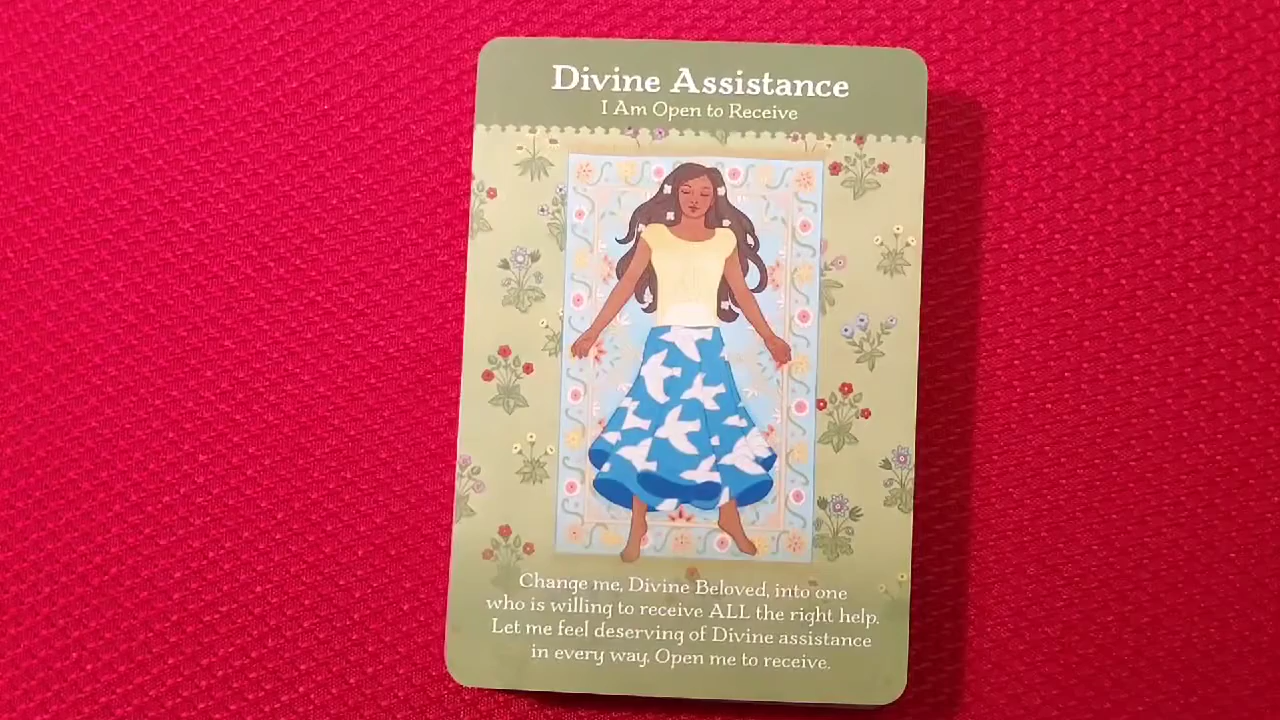 Divine Assistance
I Am Open to Receive
Change me, Divine Beloved, into one
who is willing to receive ALL the right help.
Let me feel deserving of Divine assistance
in every way. Open me to receive.